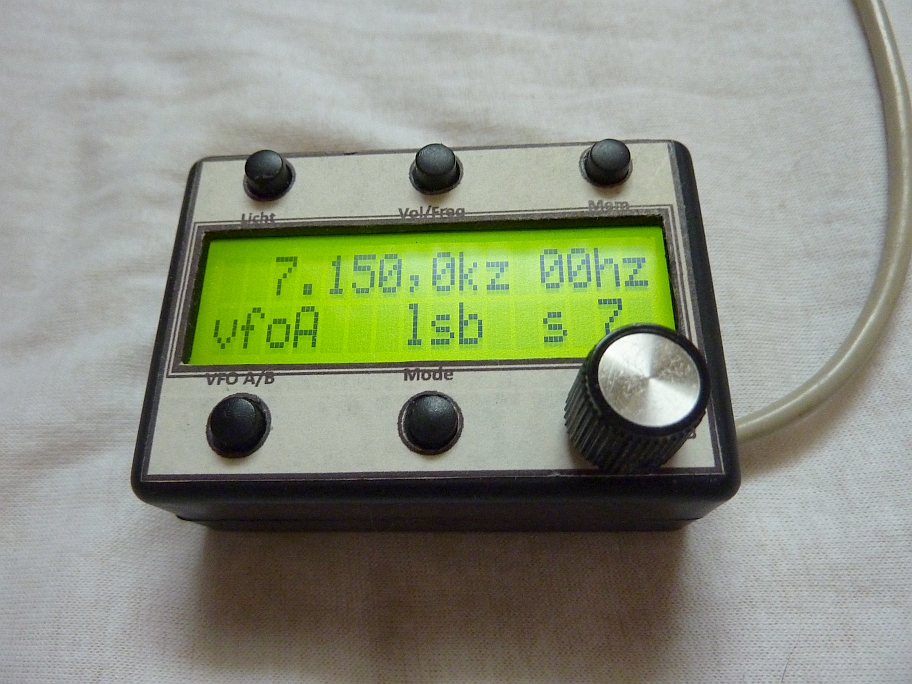 Licht Vol/Freq Mem
7.150,0kz 00hz
vfoA lsb s 7
VFO A/B Mode